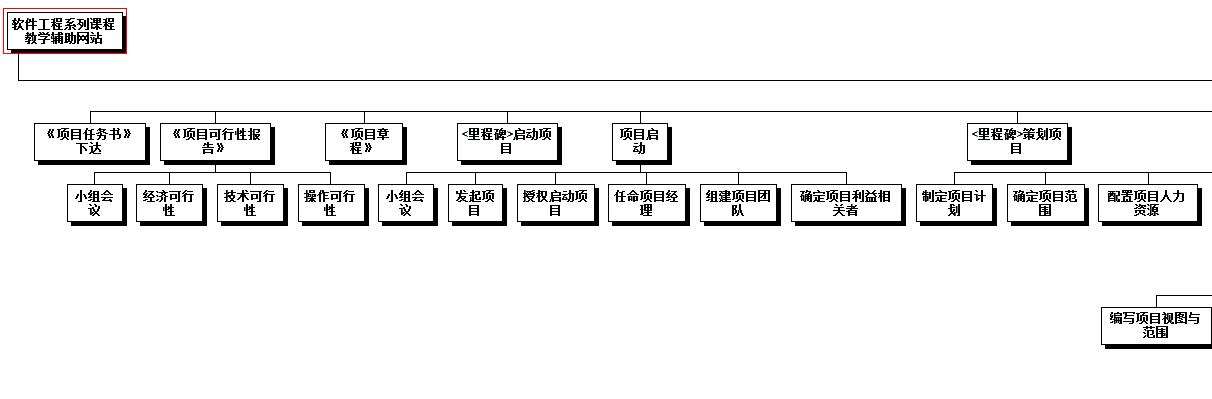 软件工程系列课程
教学辅助网站
《项目任务书》
下达
《项目可行性报
告》
《项目章
程》
<里程碑>启动项
目
项目启
动
<里程碑>策划项
目
小组会
议
经济可行
性
技术可行
性
操作可行
性
小组会
议
发起项
目
授权启动项
目
任命项目经
理
组建项目团
队
确定项目利益相
关者
制定项目计
划
确定项目范
围
配置项目人力
资源
编写项目视图与
范围